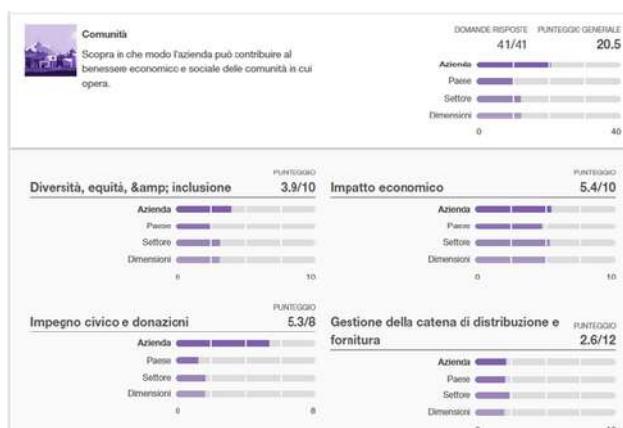 Comunità
Scopra in che modo l'azienda può contribuire al
benessere economico e sociale delle comunità in cui
opera.
DOMANDE RISPOSTE PUNTEGGIO GENERALE
41/41 20.5
Azienda
Paese
Settore
Dimensioni
0 40
PUNTEGGIO
Diversità, equità, &amp; inclusione 3.9/10
Azienda
Paese
Settore
Dimensioni
0 10
PUNTEGGIO
Impatto economico 5.4/10
Azienda
Paese
Settore
Dimensioni
0 10
PUNTEGGIO
Impegno civico e donazioni 5.3/8
Azienda
Paese
Settore
Dimensioni
0 8
Gestione della catena di distribuzione e
PUNTEGGIO
fornitura 2.6/12
Azienda
Paese
Settore
Dimensioni